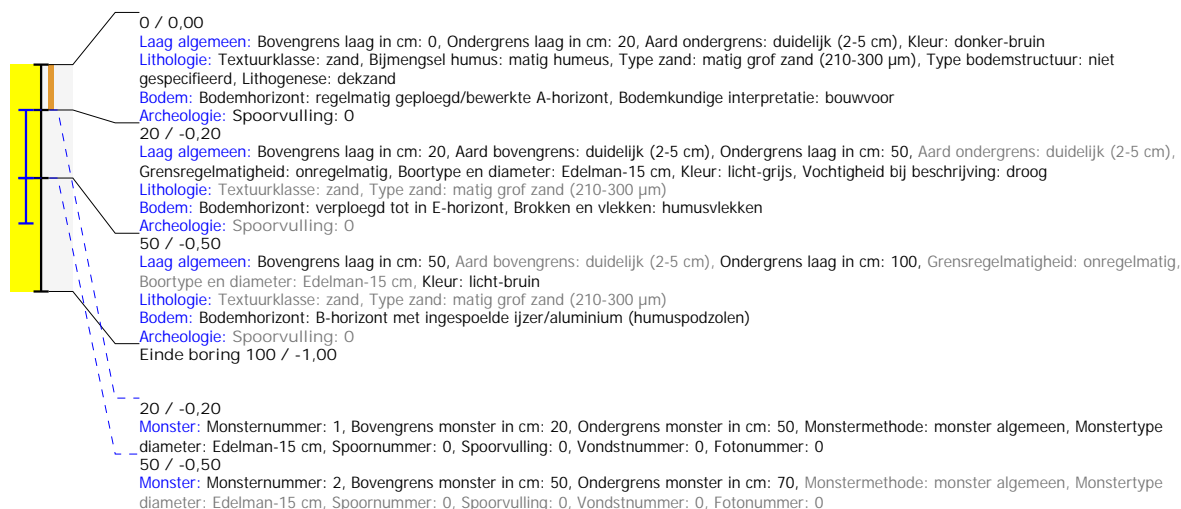 0 / 0,00
Laag algemeen: Bovengrens laag in cm: 0, Ondergrens laag in cm: 20, Aard ondergrens: duidelijk (2-5 cm), Kleur: donker-bruin
Lithologie: Textuurklasse: zand, Bijmengsel humus: matig humeus, Type zand: matig grof zand (210-300 µm), Type bodemstructuur: niet
gespecifieerd, Lithogenese: dekzand
Bodem: Bodemhorizont: regelmatig geploegd/bewerkte A-horizont, Bodemkundige interpretatie: bouwvoor
Archeologie: Spoorvulling: 0
20 / -0,20
Laag algemeen: Bovengrens laag in cm: 20, Aard bovengrens: duidelijk (2-5 cm), Ondergrens laag in cm: 50, Aard ondergrens: duidelijk (2-5 cm),
Grensregelmatigheid: onregelmatig, Boortype en diameter: Edelman-15 cm, Kleur: licht-grijs, Vochtigheid bij beschrijving: droog
Lithologie: Textuurklasse: zand, Type zand: matig grof zand (210-300 µm)
Bodem: Bodemhorizont: verploegd tot in E-horizont, Brokken en vlekken: humusvlekken
Archeologie: Spoorvulling: 0
50 / -0,50
Laag algemeen: Bovengrens laag in cm: 50, Aard bovengrens: duidelijk (2-5 cm), Ondergrens laag in cm: 100, Grensregelmatigheid: onregelmatig,
Boortype en diameter: Edelman-15 cm, Kleur: licht-bruin
Lithologie: Textuurklasse: zand, Type zand: matig grof zand (210-300 µm)
Bodem: Bodemhorizont: B-horizont met ingespoelde ijzer/aluminium (humuspodzolen)
Archeologie: Spoorvulling: 0
Einde boring 100 / -1,00
20 / -0,20
Monster: Monsternummer: 1, Bovengrens monster in cm: 20, Ondergrens monster in cm: 50, Monstermethode: monster algemeen, Monstertype
diameter: Edelman-15 cm, Spoornummer: 0, Spoorvulling: 0, Vondstnummer: 0, Fotonummer: 0
50 / -0,50
Monster: Monsternummer: 2, Bovengrens monster in cm: 50, Ondergrens monster in cm: 70, Monstermethode: monster algemeen, Monstertype
diameter: Edelman-15 cm, Spoornummer: 0, Spoorvulling: 0, Vondstnummer: 0, Fotonummer: 0